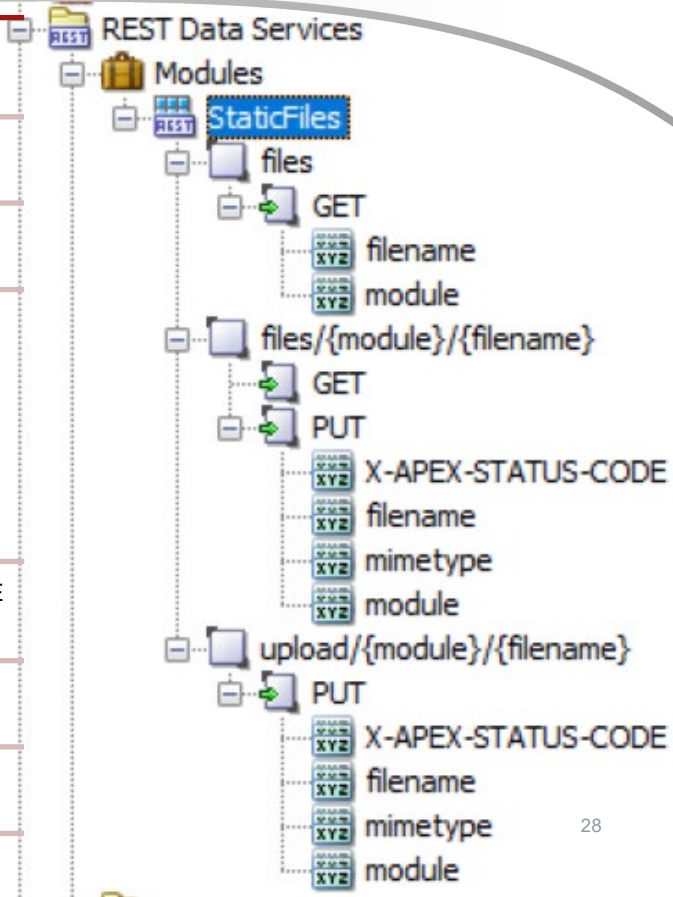 REST Data Services
Modules
REST StaticFiles
files
GET
filename
module
files/{module}/{filename}
GET
PUT
X-APEX-STATUS-CODE
filename
mimetype
module
E
upload/{module}/{filename}
PUT
X-APEX-STATUS-CODE
filename
mimetype
28
module